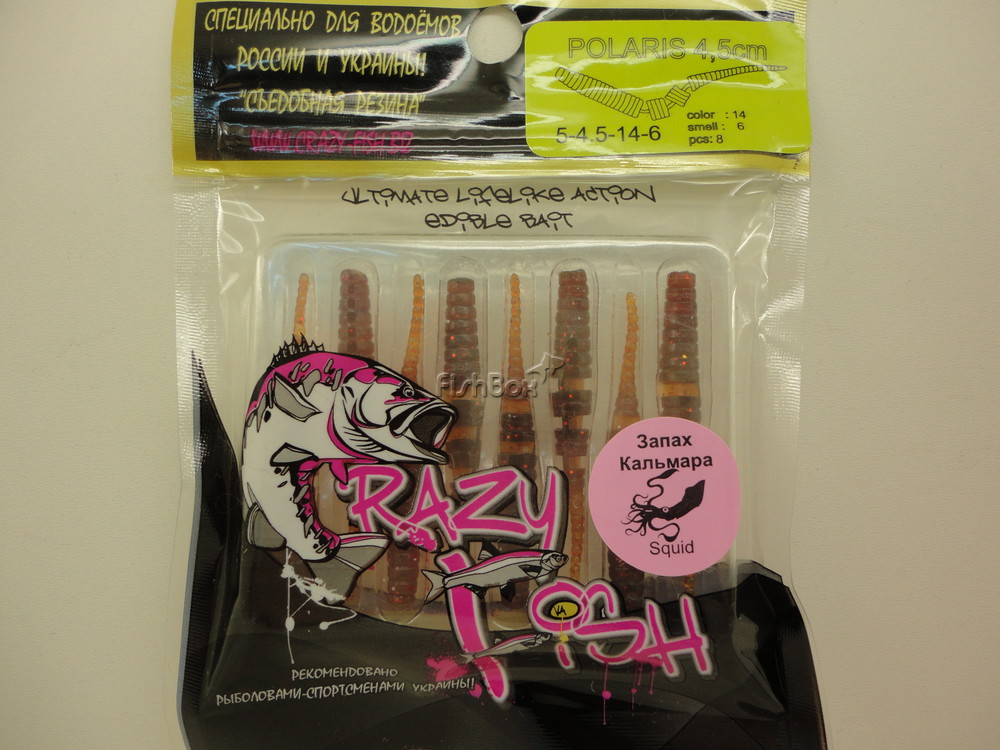 СПЕЦИАЛЬНО ДЛЯ ВОДОЁМОВ
РОССИИ И УКРАИНЫ!
"СЪЕДОБНАЯ РЕЗИНА"
WWW.CRAZY-FISH.BIZ
POLARIS 4,5cm
5-4.5-14-6
color : 14
smell : 6
pcs: 8
ULTIMATE LIFELIKE ACTION
EDIBLE BAIT
FishBox
CRAZY
FISH
Запах
Кальмара
Squid
РЕКОМЕНДОВАНО
РЫБОЛОВАМИ-СПОРТСМЕНАМИ УКРАИНЫ!